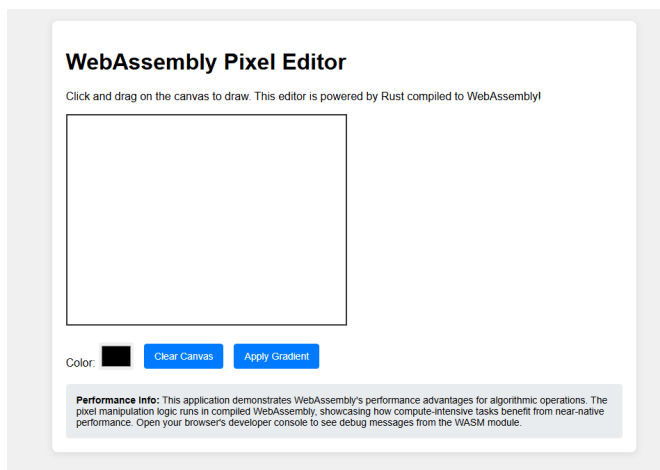 WebAssembly Pixel Editor
Click and drag on the canvas to draw. This editor is powered by Rust compiled to WebAssembly!
Color:
Clear Canvas
Apply Gradient
Performance Info: This application demonstrates WebAssembly's performance advantages for algorithmic operations. The
pixel manipulation logic runs in compiled WebAssembly, showcasing how compute-intensive tasks benefit from near-native
performance. Open your browser's developer console to see debug messages from the WASM module.